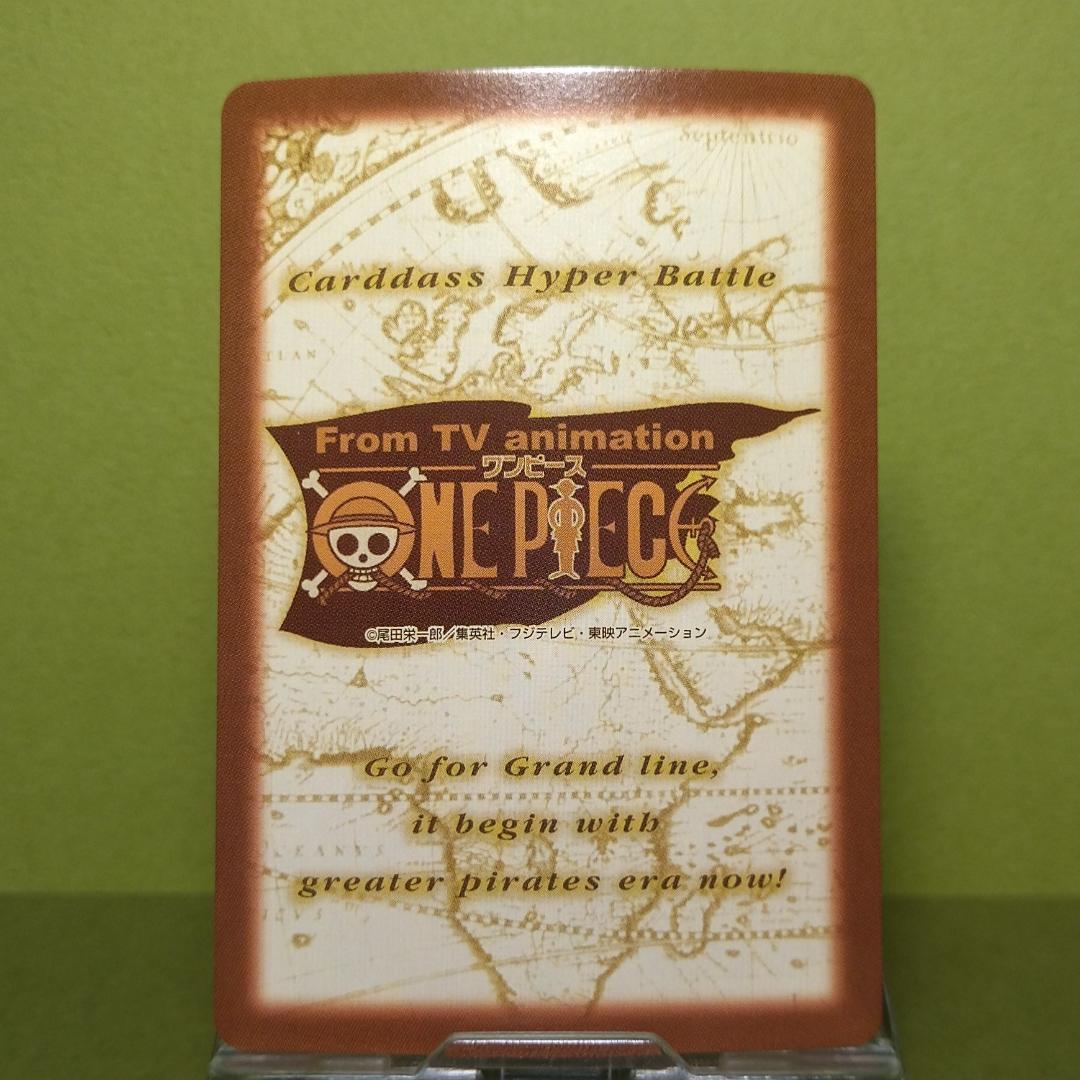 Septentrio
Carddass Hyper Battle
TLAN
From TV animation
ワンピース
ONE PIECE
©尾田栄一郎/集英社・フジテレビ・東映アニメーション
Go for Grand line,
it begin with
KEANVS
greater pirates era now!